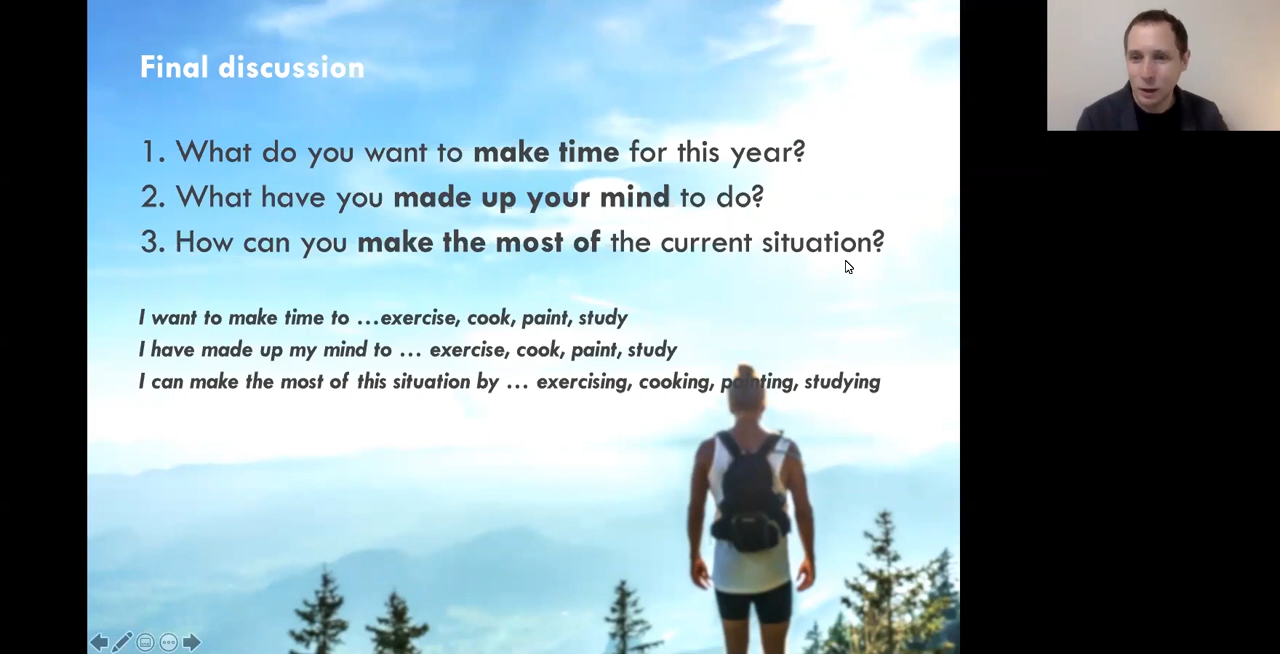 Final discussion
1. What do you want to make time for this year?
2. What have you made up your mind to do?
3. How can you make the most of the current situation?
I want to make time to …exercise, cook, paint, study
I have made up my mind to … exercise, cook, paint, study
I can make the most of this situation by … exercising, cooking, painting, studying